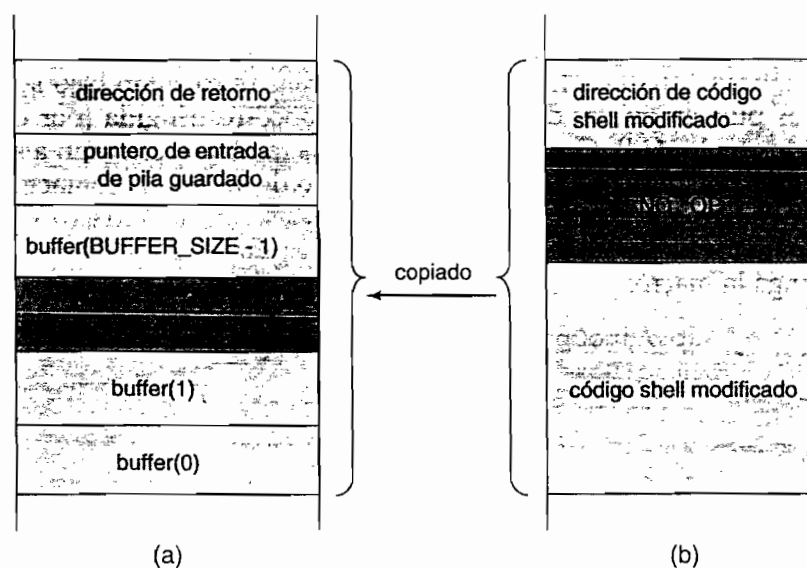 dirección de retorno
puntero de entrada
de pila guardado
buffer(BUFFER_SIZE - 1)
buffer(1)
buffer(0)
(a)
copiado
dirección de código
shell modificado
código shell modificado
(b)